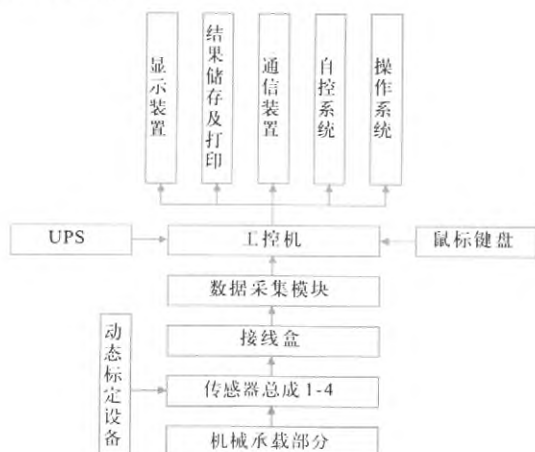 显示装置
结果储存及打印
通信装置
自控系统
操作系统
UPS
工控机
鼠标键盘
数据采集模块
接线盒
动态标定设备
传感器总成1-4
机械承载部分